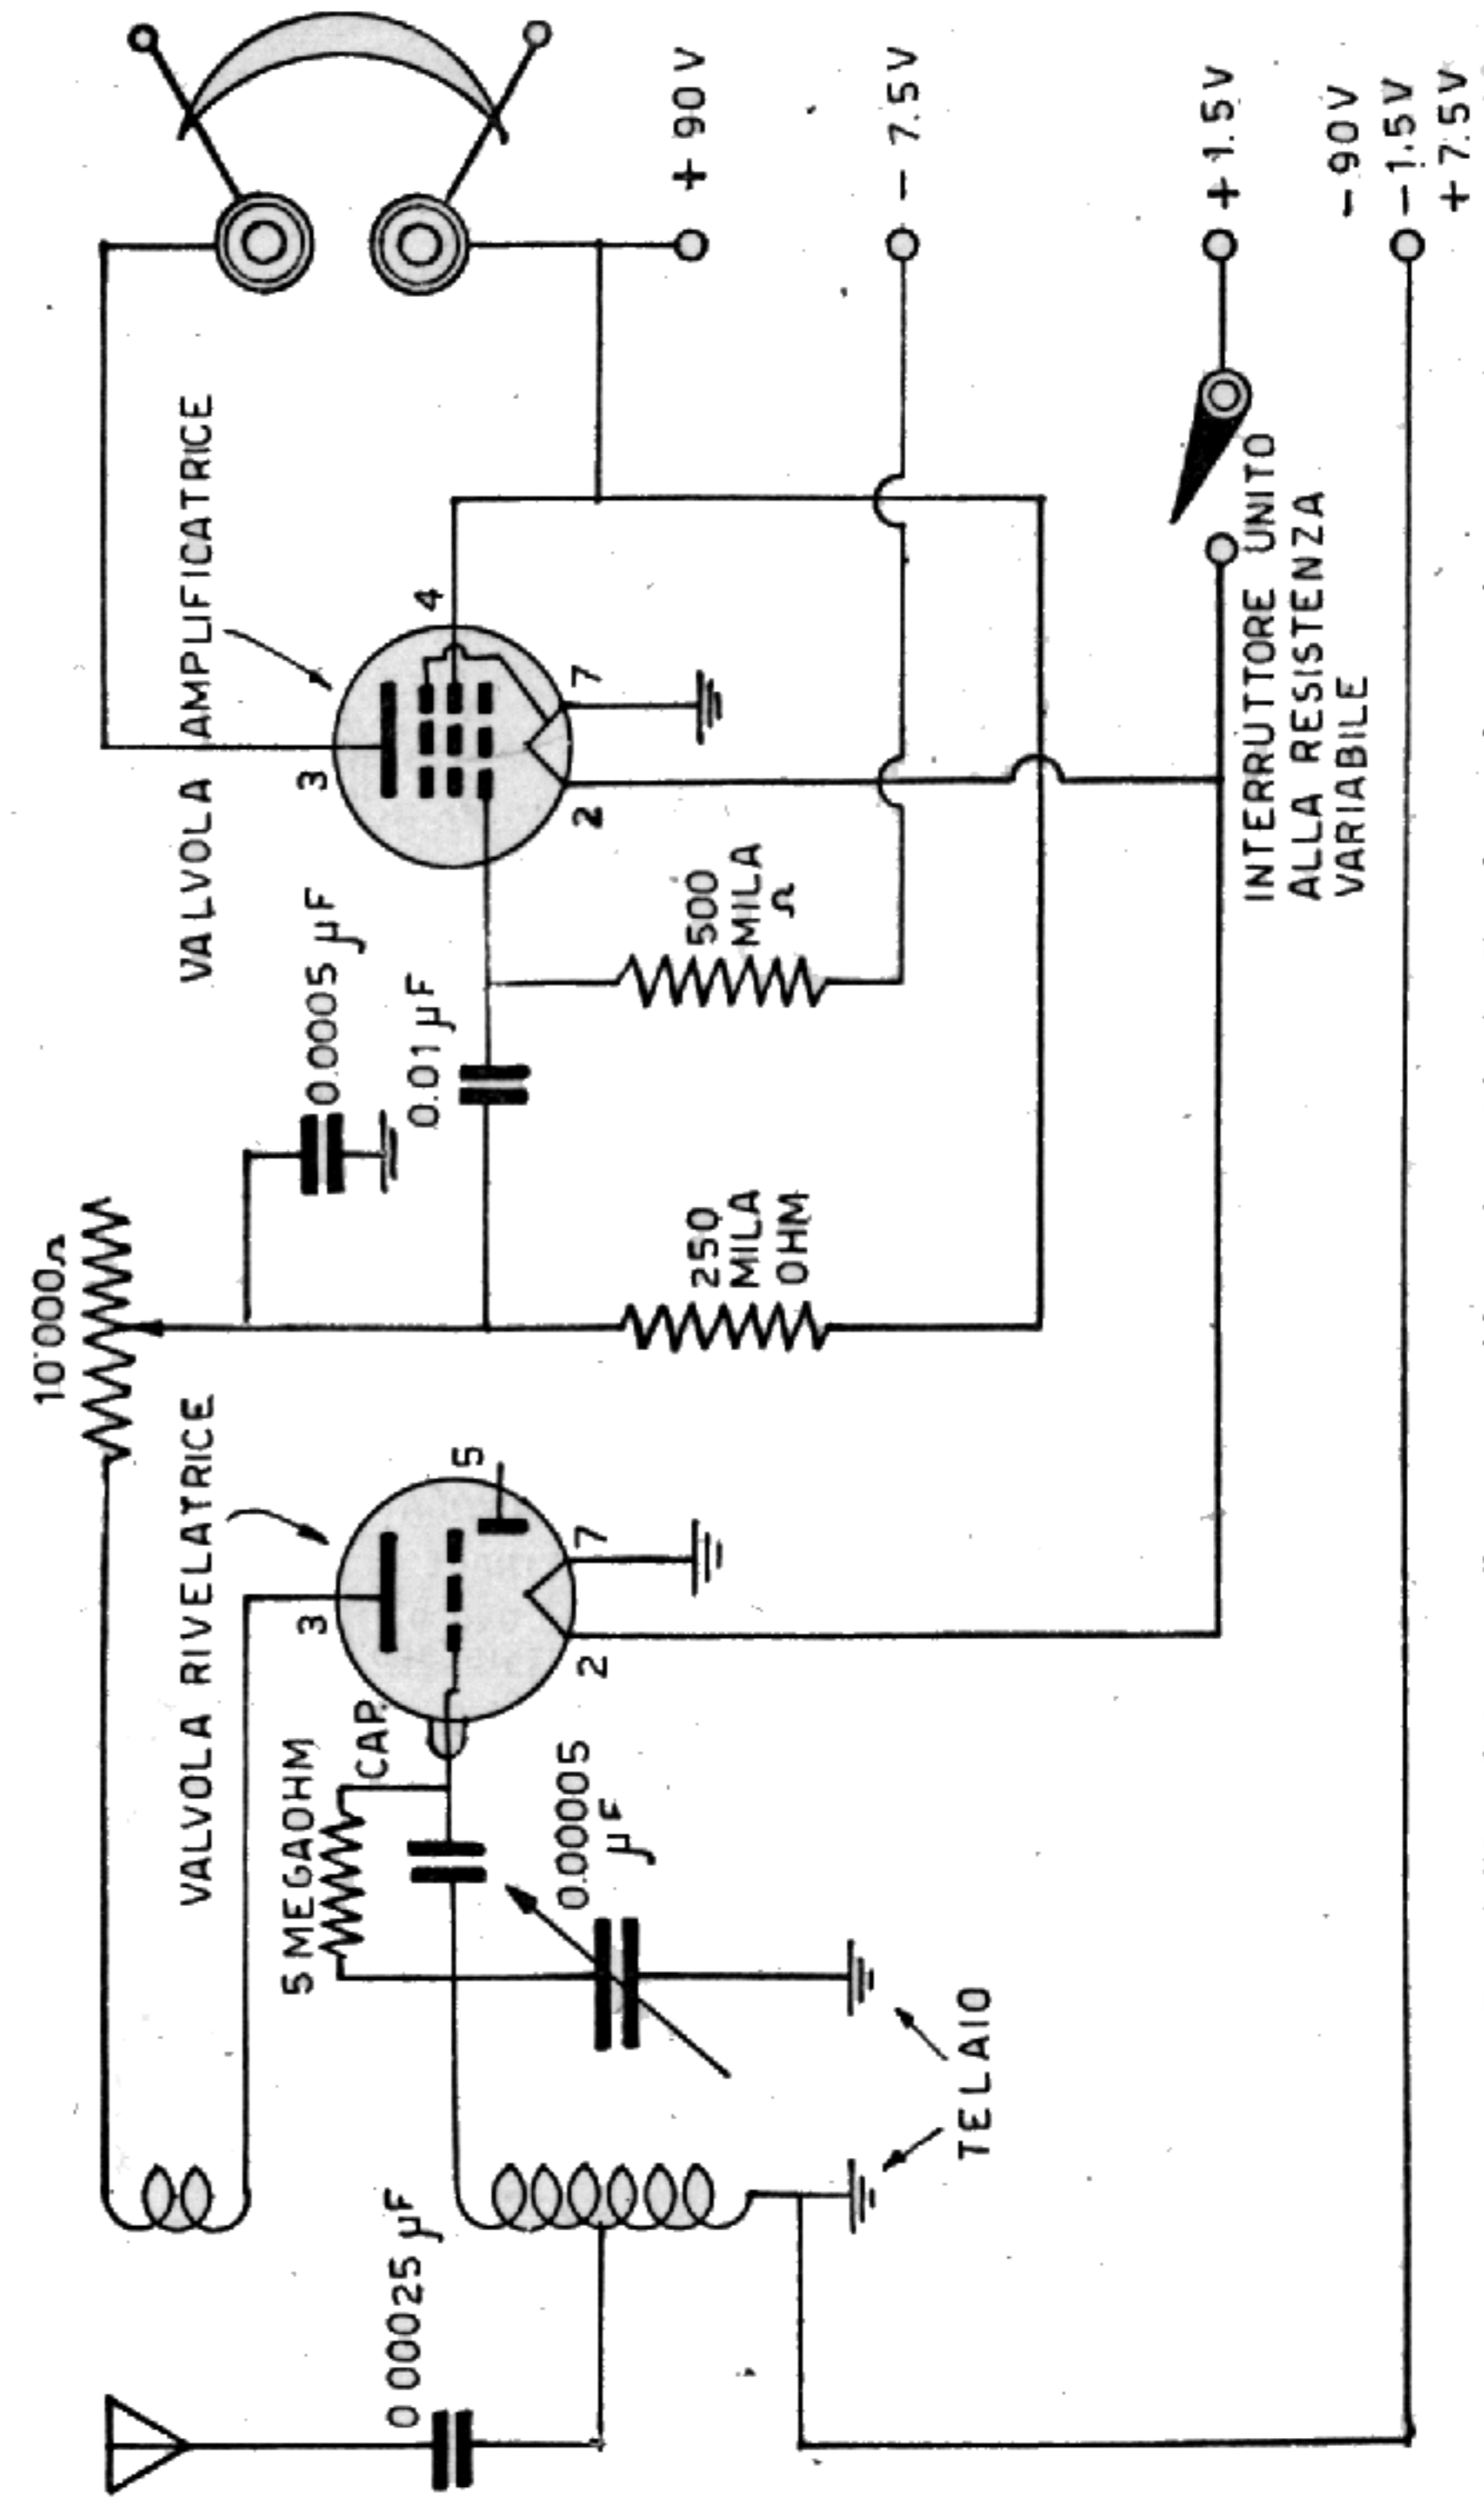 10'000Ω
VALVOLA RIVELATRICE
VALVOLA AMPLIFICATRICE
5 MEGAOHM
CAP.
3
5
7
2
0.0005 µF
0.01 µF
3
4
7
2
0.00025 µF
0.00005
µF
250
MILA
OHM
500
MILA
Ω
TELAIO
+ 90 V
- 7.5 V
+ 1.5 V
INTERRUTTORE UNITO
ALLA RESISTENZA
VARIABILE
- 90 V
- 1.5 V
+ 7.5 V